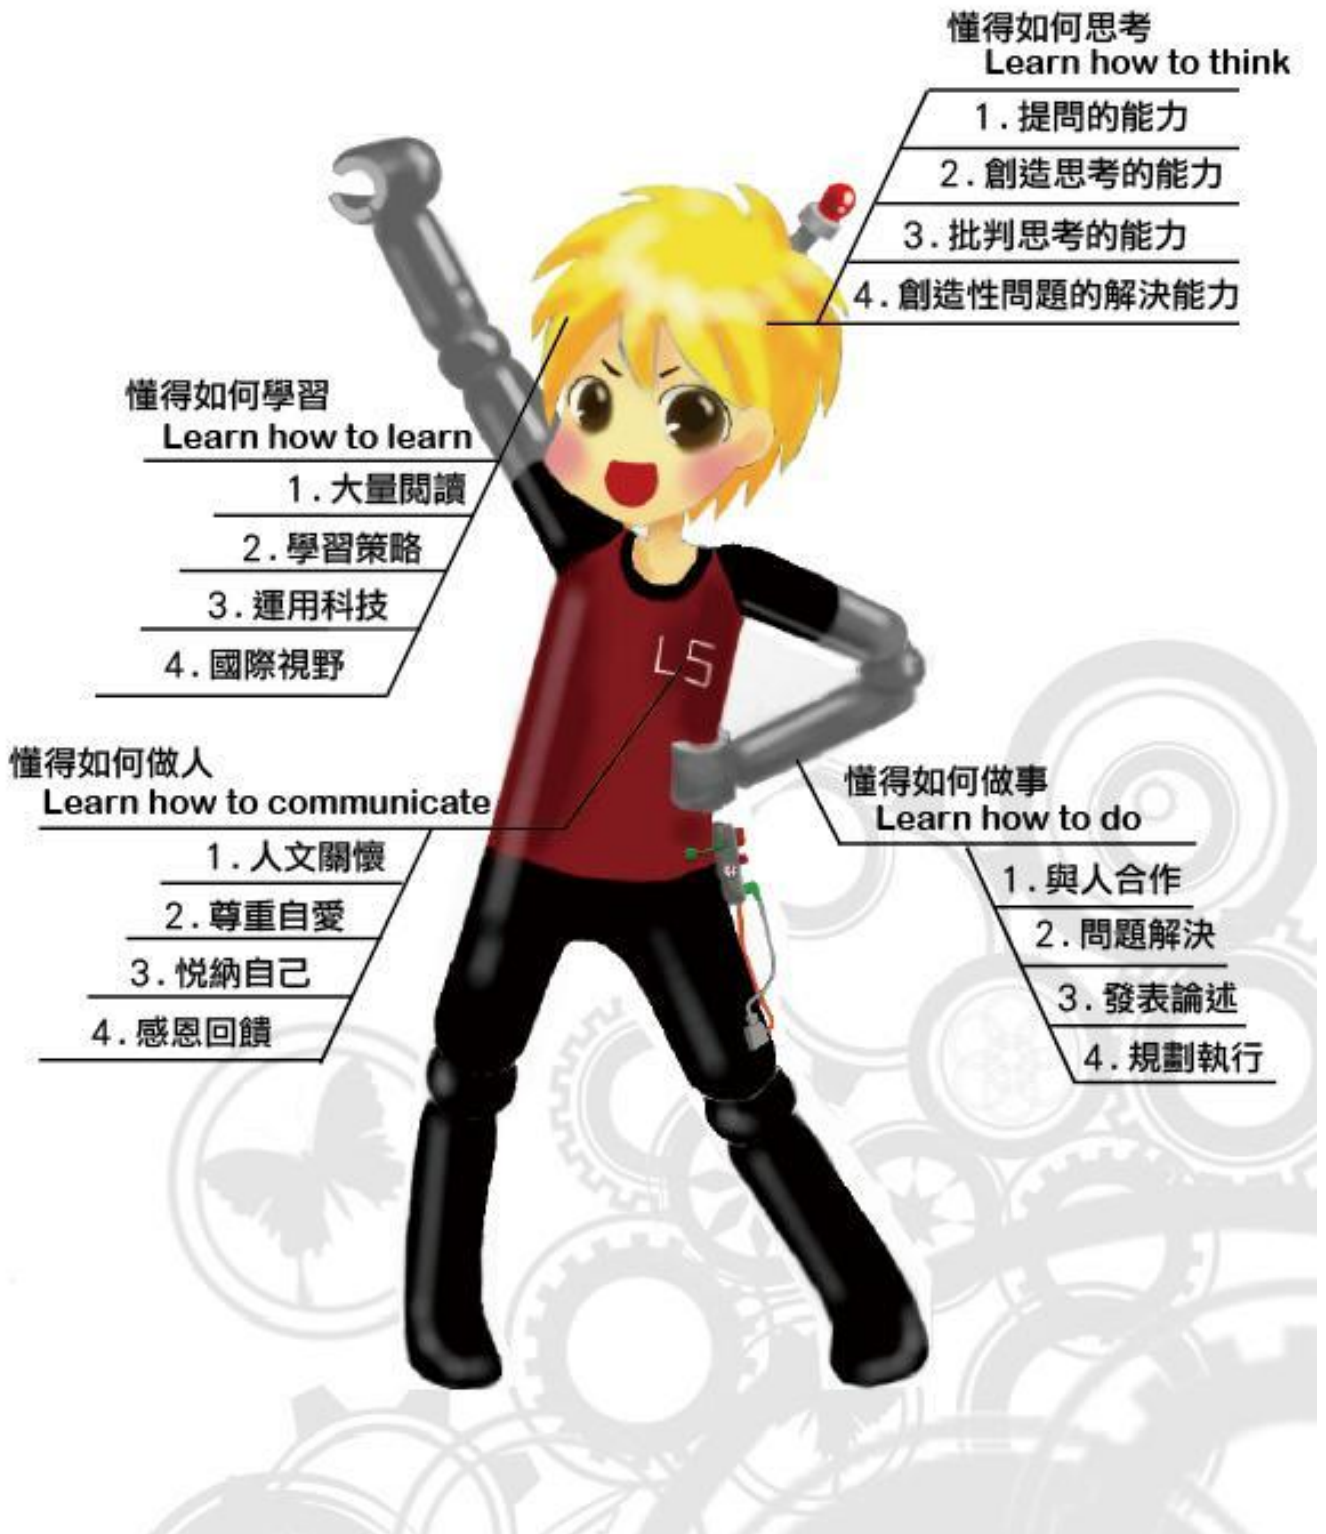 懂得如何思考
Learn how to think
1.提問的能力
2.創造思考的能力
3.批判思考的能力
4.創造性問題的解決能力
懂得如何學習
Learn how to learn
1.大量閱讀
2.學習策略
3.運用科技
4.國際視野
LS
懂得如何做人
Learn how to communicate
1.人文關懷
2.尊重自愛
3.悅納自己
4.感恩回饋
懂得如何做事
Learn how to do
1.與人合作
2.問題解決
3.發表論述
4.規劃執行